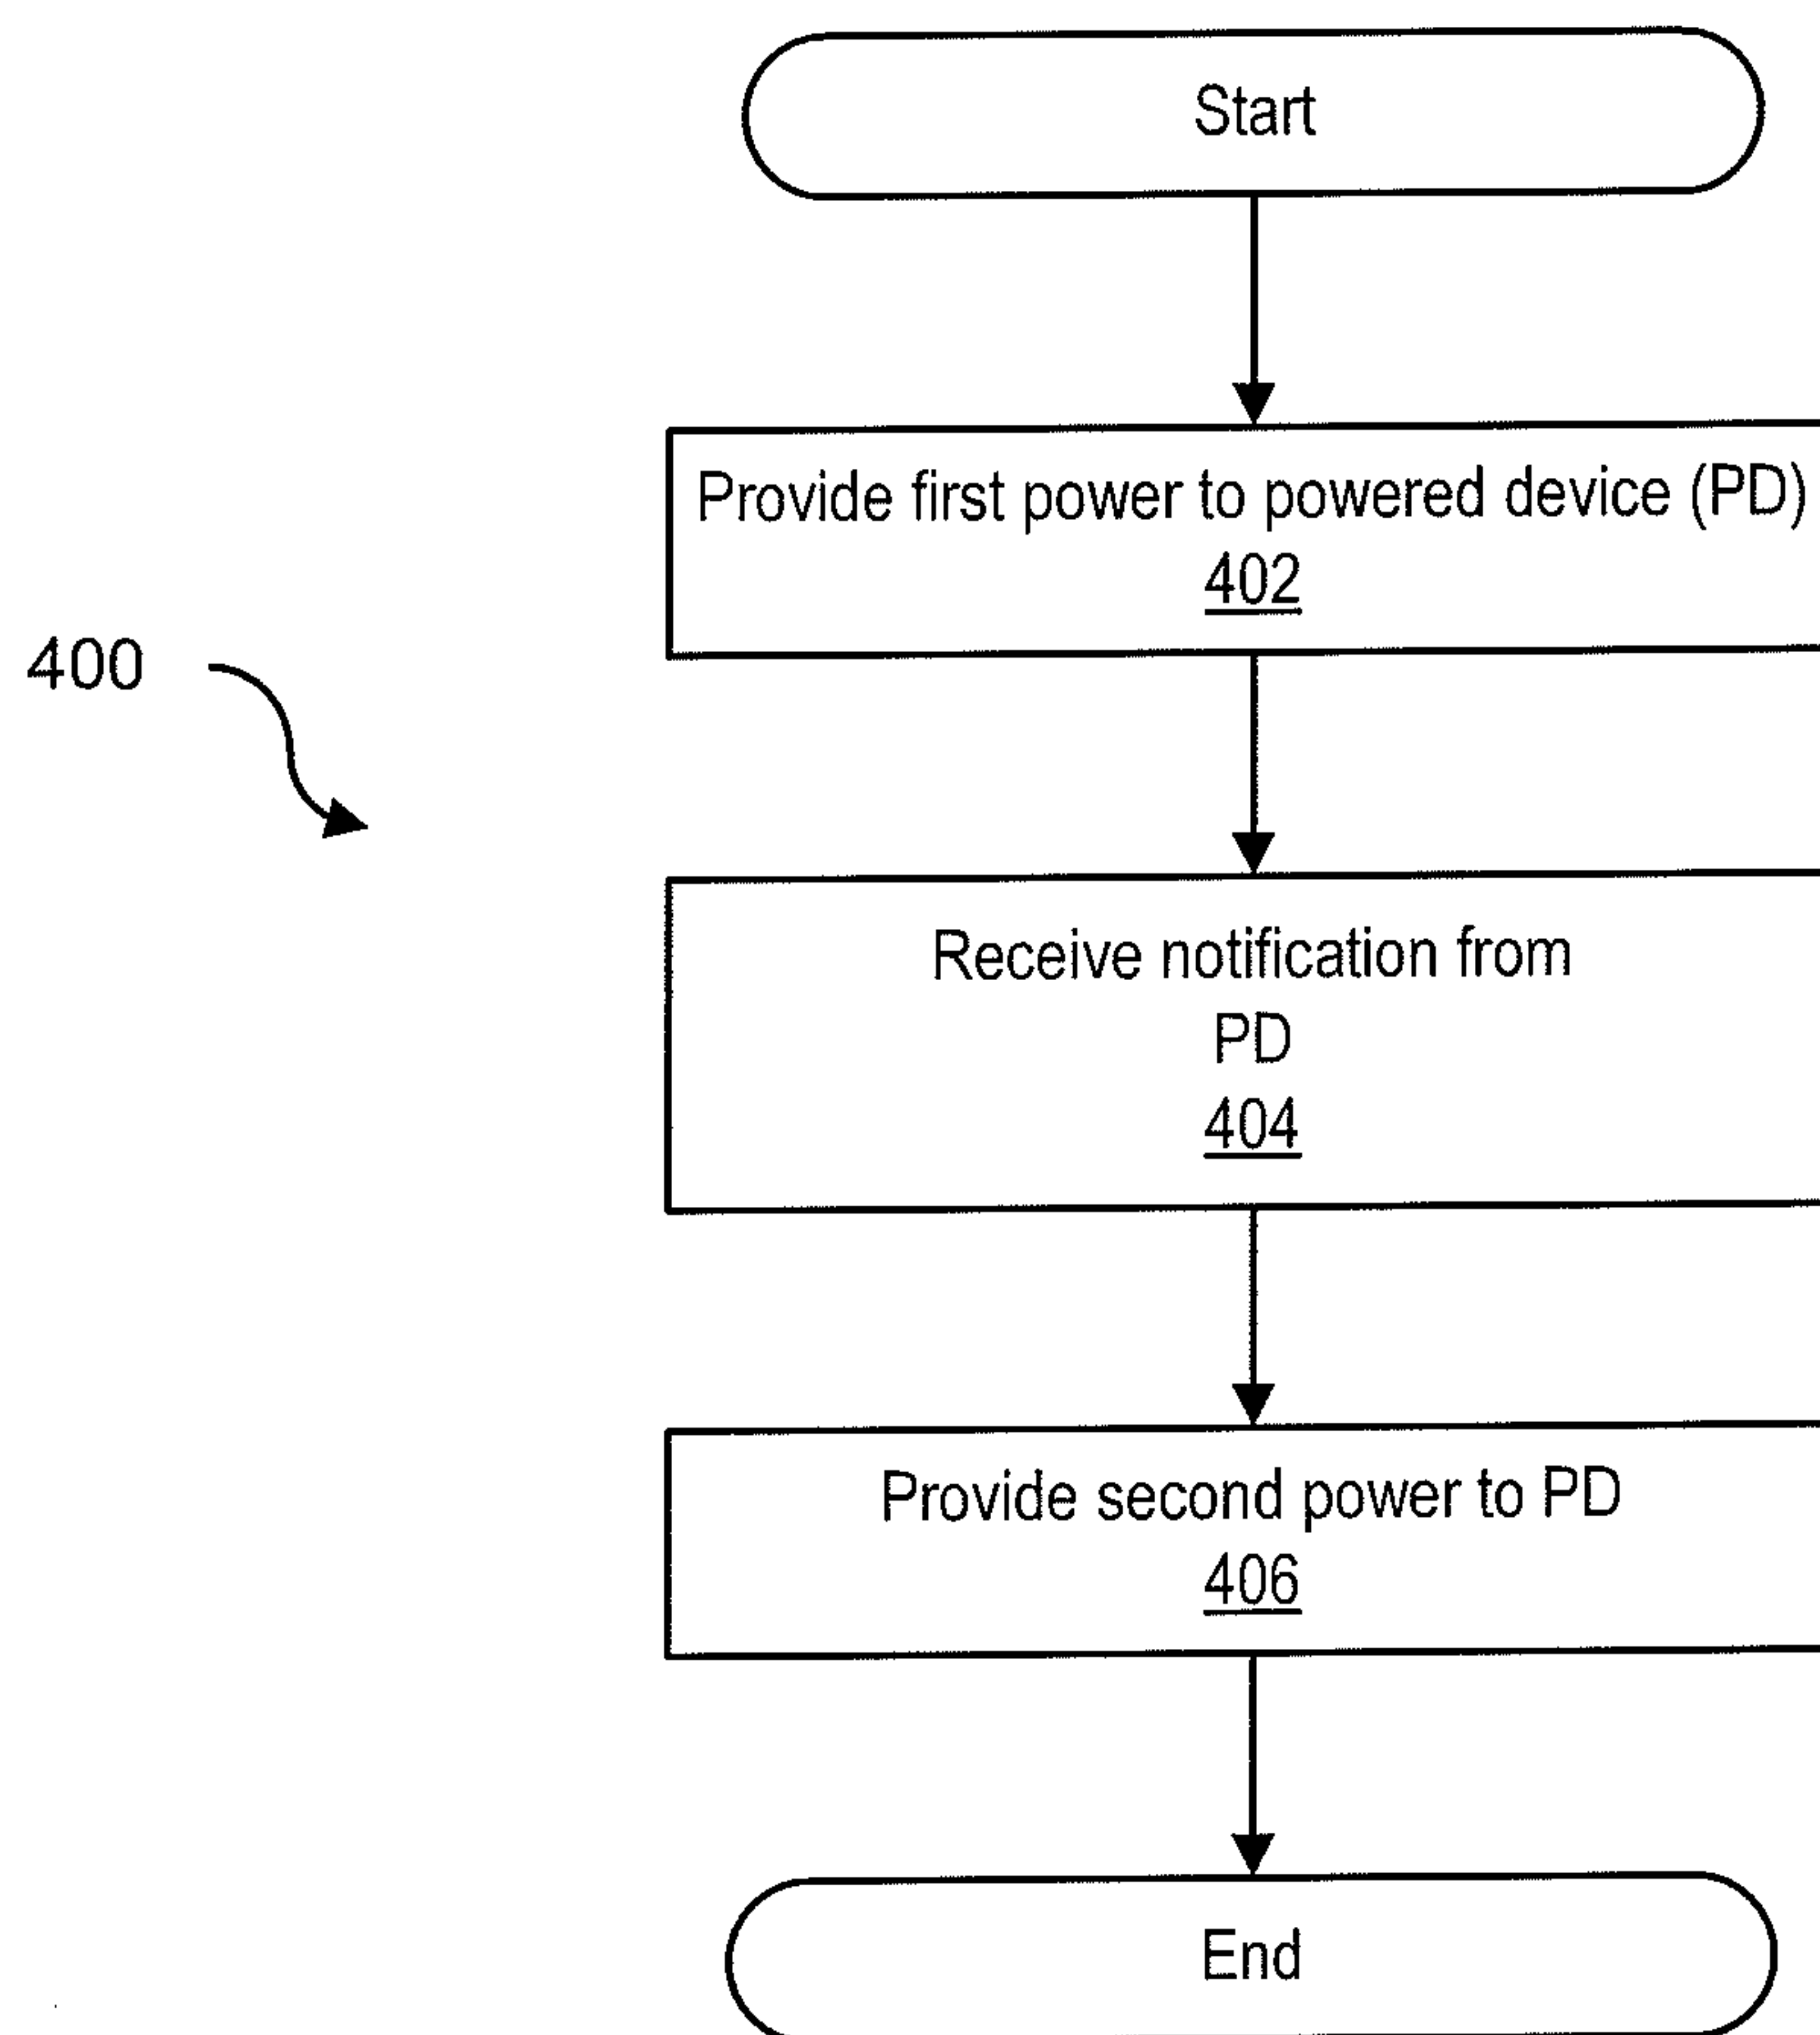 Start
Provide first power to powered device (PD)
402
400
Receive notification from
PD
404
Provide second power to PD
406
End